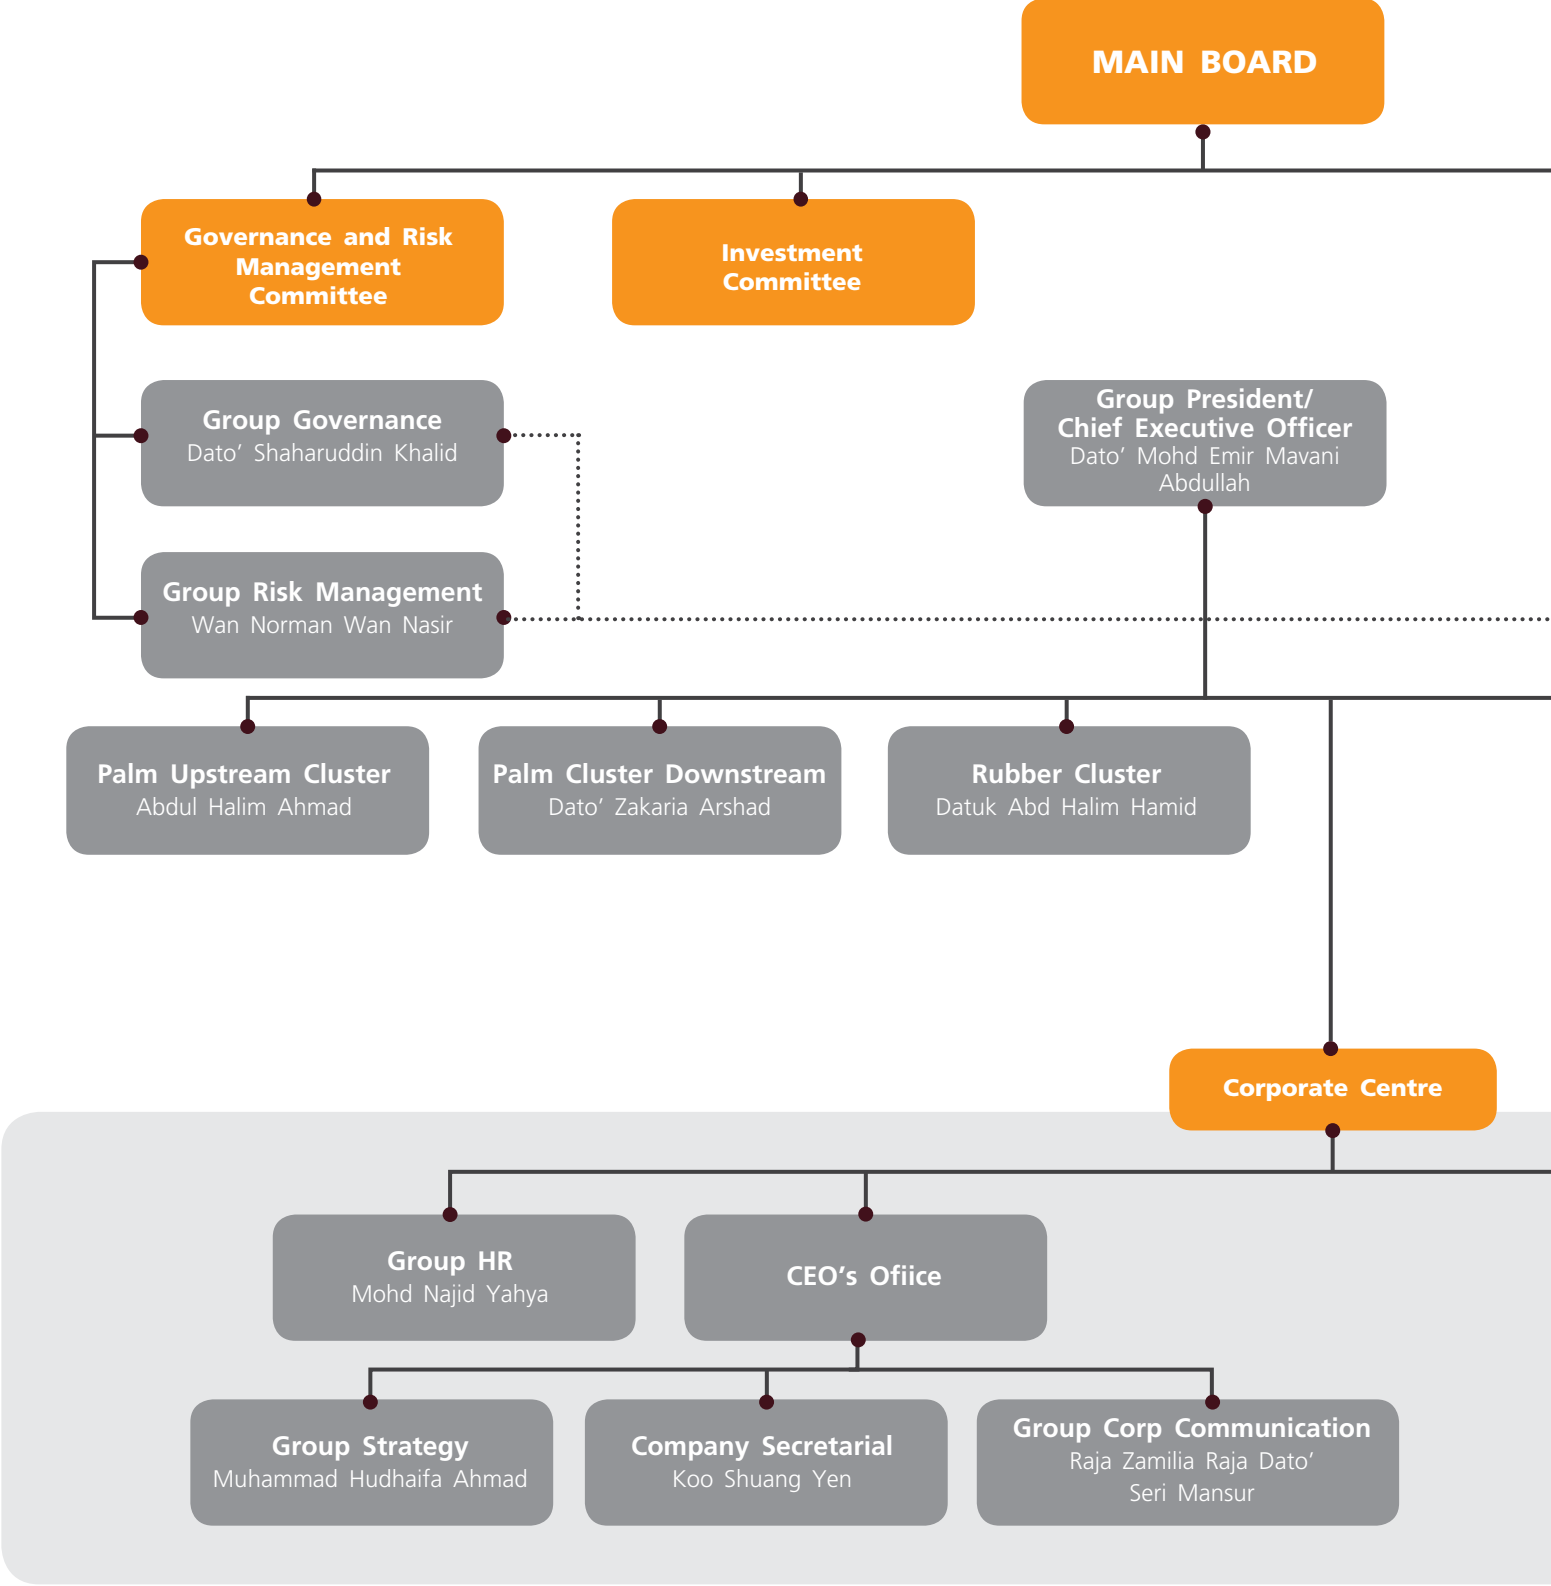 MAIN BOARD
Governance and Risk
Management
Committee
Investment
Committee
Group Governance
Dato’ Shaharuddin Khalid
Group President/
Chief Executive Officer
Dato’ Mohd Emir Mavani
Abdullah
Group Risk Management
Wan Norman Wan Nasir
Palm Upstream Cluster
Abdul Halim Ahmad
Palm Cluster Downstream
Dato’ Zakaria Arshad
Rubber Cluster
Datuk Abd Halim Hamid
Corporate Centre
Group HR
Mohd Najid Yahya
CEO’s Ofiice
Group Strategy
Muhammad Hudhaifa Ahmad
Company Secretarial
Koo Shuang Yen
Group Corp Communication
Raja Zamilia Raja Dato’
Seri Mansur